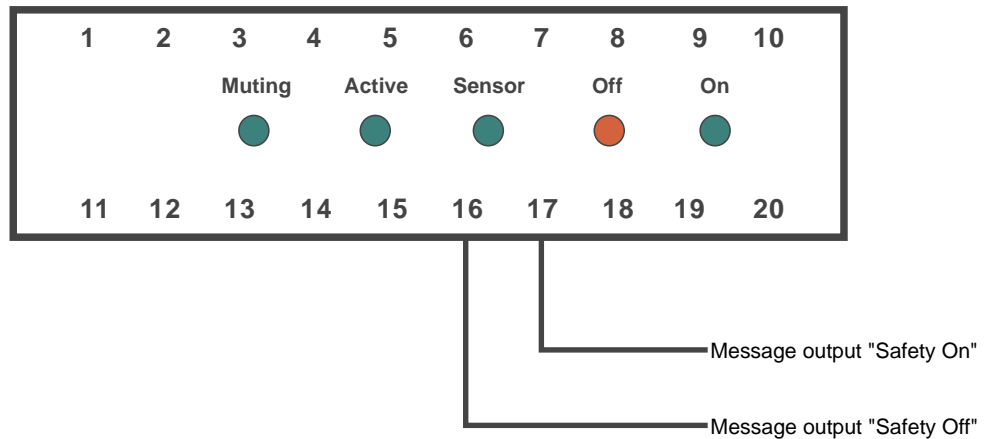 1 2 3 4 5 6 7 8 9 10
Muting Active Sensor Off On
11 12 13 14 15 16 17 18 19 20
Message output "Safety On"
Message output "Safety Off"